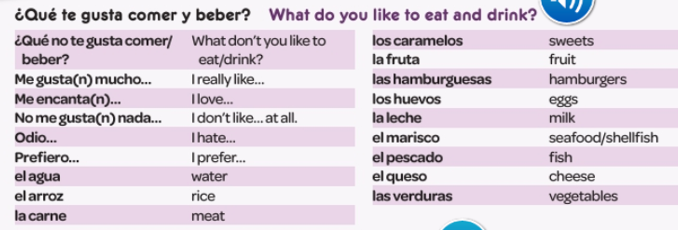 ¿Qué te gusta comer y beber? What do you like to eat and drink?
¿Qué no te gusta comer/ What don't you like to
beber? eat/drink?
Me gusta(n) mucho... I really like...
Me encanta(n)... I love...
No me gusta(n) nada... I don't like... at all.
Odio... I hate...
Prefiero... I prefer...
el agua water
el arroz rice
la carne meat
los caramelos sweets
la fruta fruit
las hamburguesas hamburgers
los huevos eggs
la leche milk
el marisco seafood/shellfish
el pescado fish
el queso cheese
las verduras vegetables